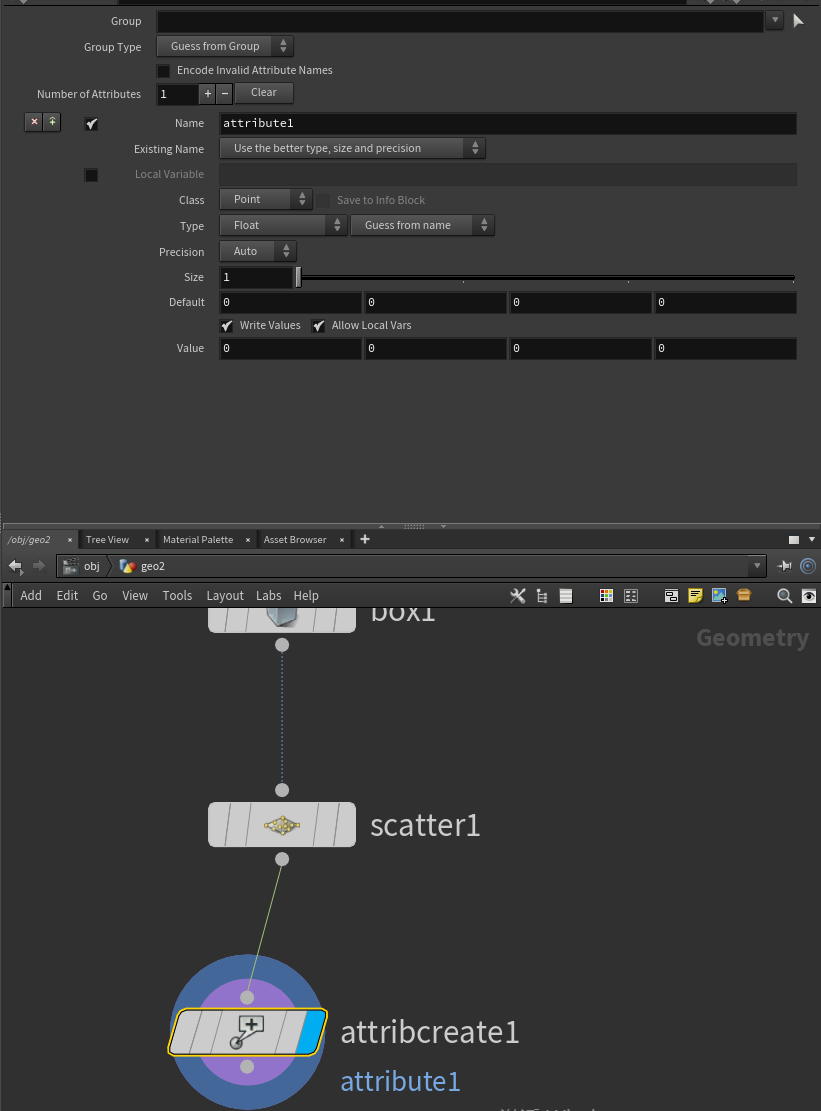 Group
Group Type Guess from Group
Encode Invalid Attribute Names
Number of Attributes 1 + − Clear
Name attribute1
Existing Name Use the better type, size and precision
Local Variable
Class Point Save to Info Block
Type Float Guess from name
Precision Auto
Size 1
Default 0 0 0 0
Write Values Allow Local Vars
Value 0 0 0 0
/obj/geo2 × Tree View × Material Palette × Asset Browser × +
obj geo2
Add Edit Go View Tools Layout Labs Help
box1
Geometry
scatter1
attribcreate1
attribute1